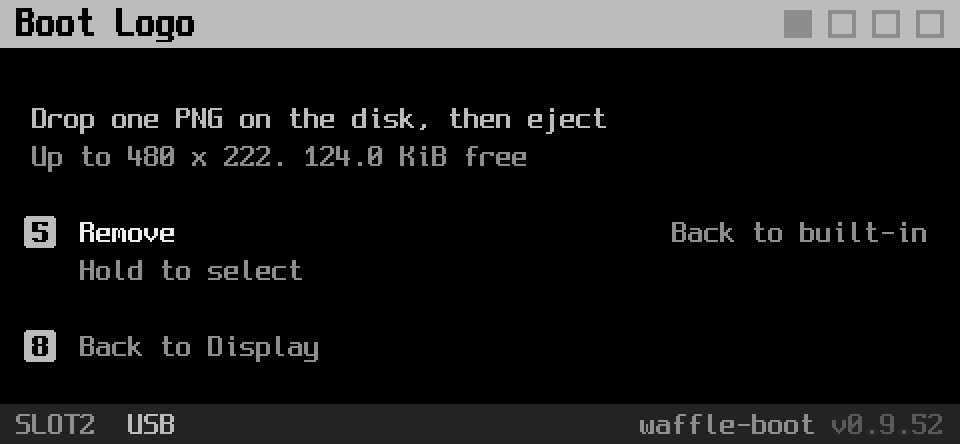 Boot Logo
Drop one PNG on the disk, then eject
Up to 480 x 222. 124.0 KiB free
5 Remove Back to built-in
Hold to select
8 Back to Display
SLOT2 USB waffle-boot v0.9.52